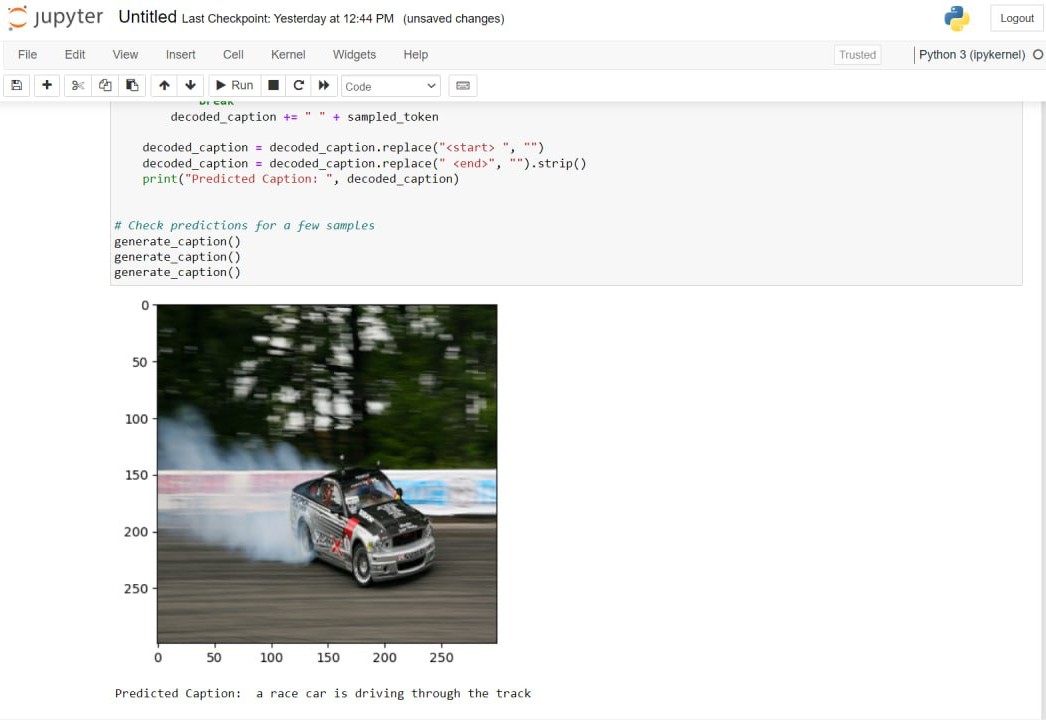 jupyter Untitled Last Checkpoint: Yesterday at 12:44 PM (unsaved changes) Logout
File Edit View Insert Cell Kernel Widgets Help Trusted Python 3 (ipykernel)
Run Code
break
decoded_caption += " " + sampled_token
decoded_caption = decoded_caption.replace("<start> ", "")
decoded_caption = decoded_caption.replace(" <end>", "").strip()
print("Predicted Caption: ", decoded_caption)
# Check predictions for a few samples
generate_caption()
generate_caption()
generate_caption()
0
50
100
150
200
250
0 50 100 150 200 250
Predicted Caption:  a race car is driving through the track